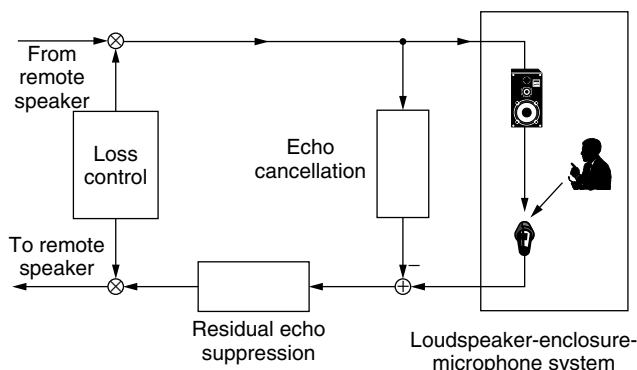 From
remote
speaker
Loss
control
Echo
cancellation
To remote
speaker
Residual echo
suppression
Loudspeaker-enclosure-
microphone system